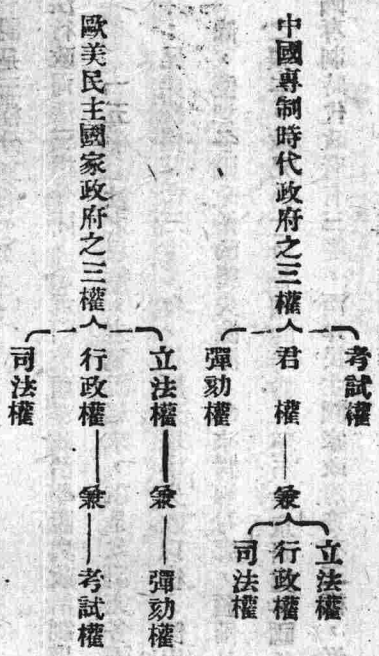 中國專制時代政府之三權
考試權
君權——兼
立法權
行政權
司法權
彈劾權
歐美民主國家政府之三權
立法權——兼——彈劾權
行政權——兼——考試權
司法權